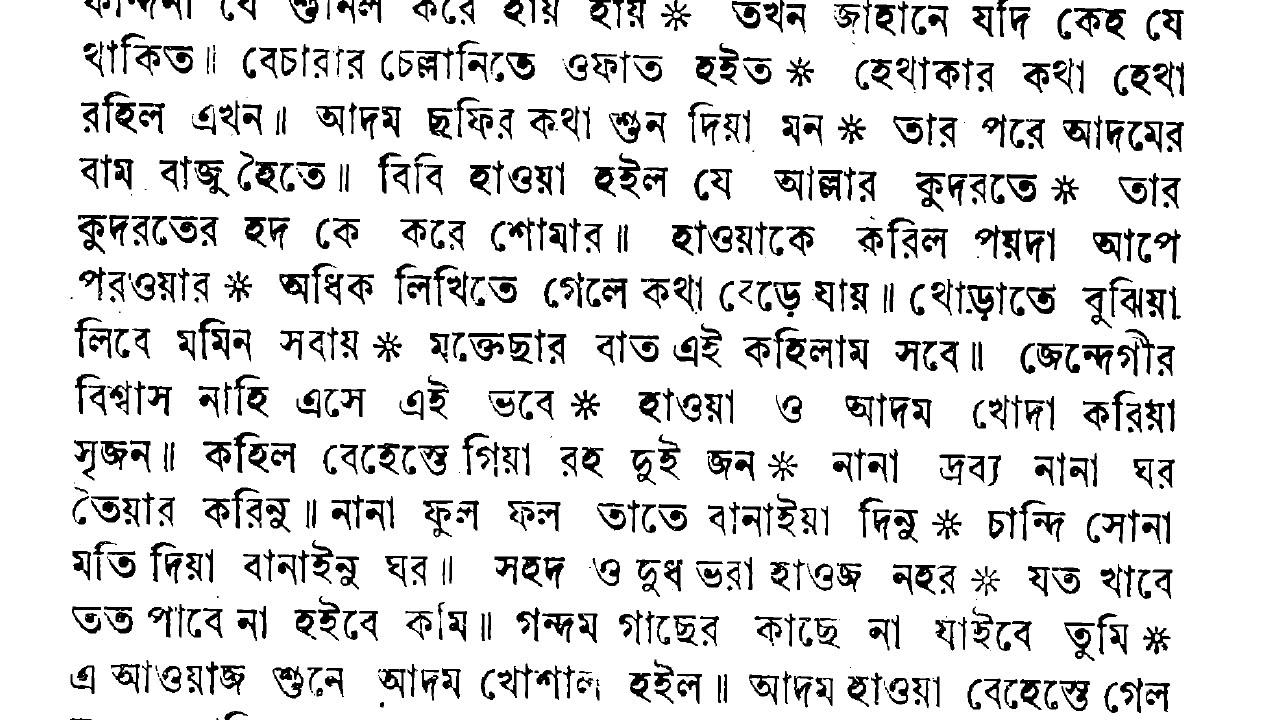 কান্দনা যে শুনিল করে হায় হায় ※ তখন জাহানে যদি কেহ যে
থাকিত॥ বেচারার চেল্লানিতে ওফাত হইত ※ হেথাকার কথা হেথা
রহিল এখন॥ আদম ছফির কথা শুন দিয়া মন ※ তার পরে আদমের
বাম বাজু হৈতে॥ বিবি হাওয়া হইল যে আল্লার কুদরতে ※ তার
কুদরতের হদ কে করে শোমার॥ হাওয়াকে করিল পয়দা আপে
পরওয়ার ※ অধিক লিখিতে গেলে কথা বেড়ে যায়॥ থোড়াতে বুঝিয়া
লিবে মমিন সবায় ※ মক্তেছার বাত এই কহিলাম সবে॥ জেন্দেগীর
বিশ্বাস নাহি এসে এই ভবে ※ হাওয়া ও আদম খোদা করিয়া
সৃজন॥ কহিল বেহেস্তে গিয়া রহ দুই জন ※ নানা দ্রব্য নানা ঘর
তৈয়ার করিনু॥ নানা ফুল ফল তাতে বানাইয়া দিনু ※ চান্দি সোনা
মতি দিয়া বানাইনু ঘর॥ সহদ ও দুধ ভরা হাওজ নহর ※ যত খাবে
তত পাবে না হইবে কমি॥ গন্দম গাছের কাছে না যাইবে তুমি ※
এ আওয়াজ শুনে আদম খোশাল হইল॥ আদম হাওয়া বেহেস্তে গেল